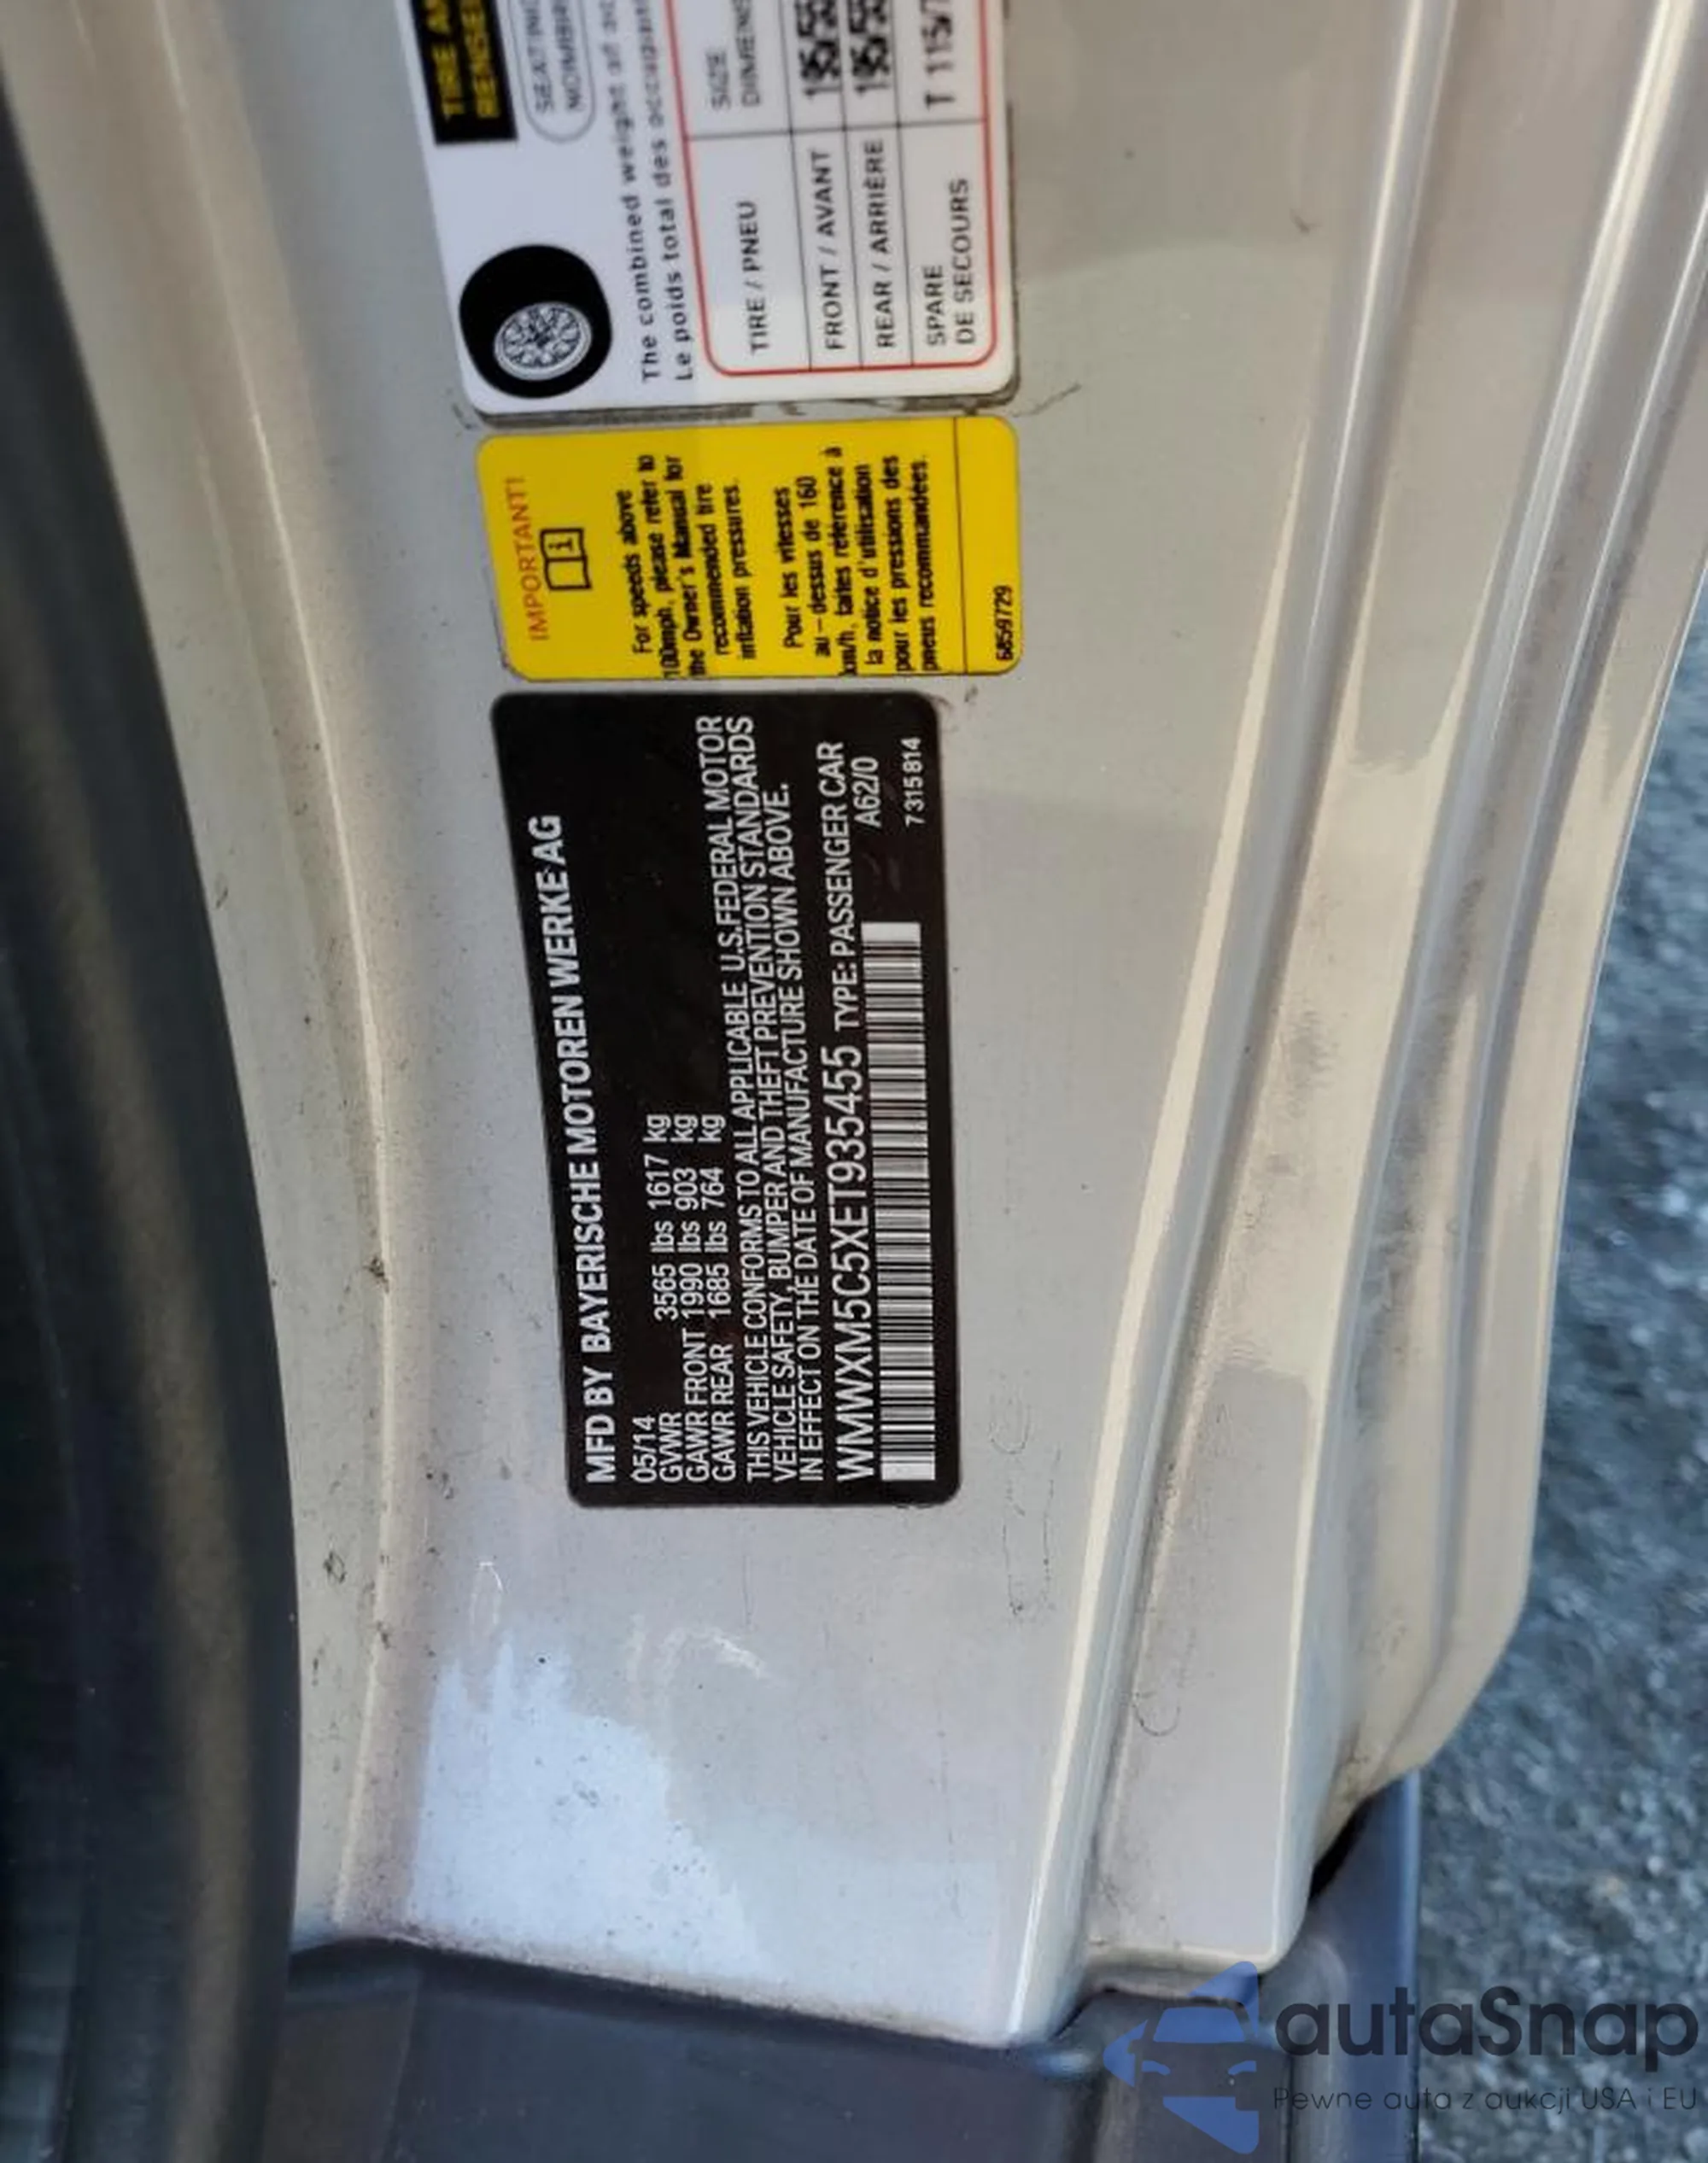 TIRE
SEATING
The combined weight of
Le poids total des
TIRE / PNEU
SIZE
FRONT / AVANT 195/55
REAR / ARRIÈRE 195/55
SPARE T 115/
DE SECOURS
IMPORTANT!
For speeds above
100mph, please refer to
the Owner's Manual for
recommended tire
inflation pressures.
Pour les vitesses
au-dessus de 160
km/h, faites référence à
la notice d'utilisation
pour les pressions des
pneus recommandées.
6859729
MFD BY BAYERISCHE MOTOREN WERKE AG
05/14
GVWR 3565 lbs 1617 kg
GAWR FRONT 1990 lbs 903 kg
GAWR REAR 1685 lbs 764 kg
THIS VEHICLE CONFORMS TO ALL APPLICABLE U.S. FEDERAL MOTOR
VEHICLE SAFETY, BUMPER AND THEFT PREVENTION STANDARDS
IN EFFECT ON THE DATE OF MANUFACTURE SHOWN ABOVE.
WMWXM5C5XET935455 TYPE: PASSENGER CAR
A62/0
7315814
autaSnap
Pewne auta z aukcji USA i EU